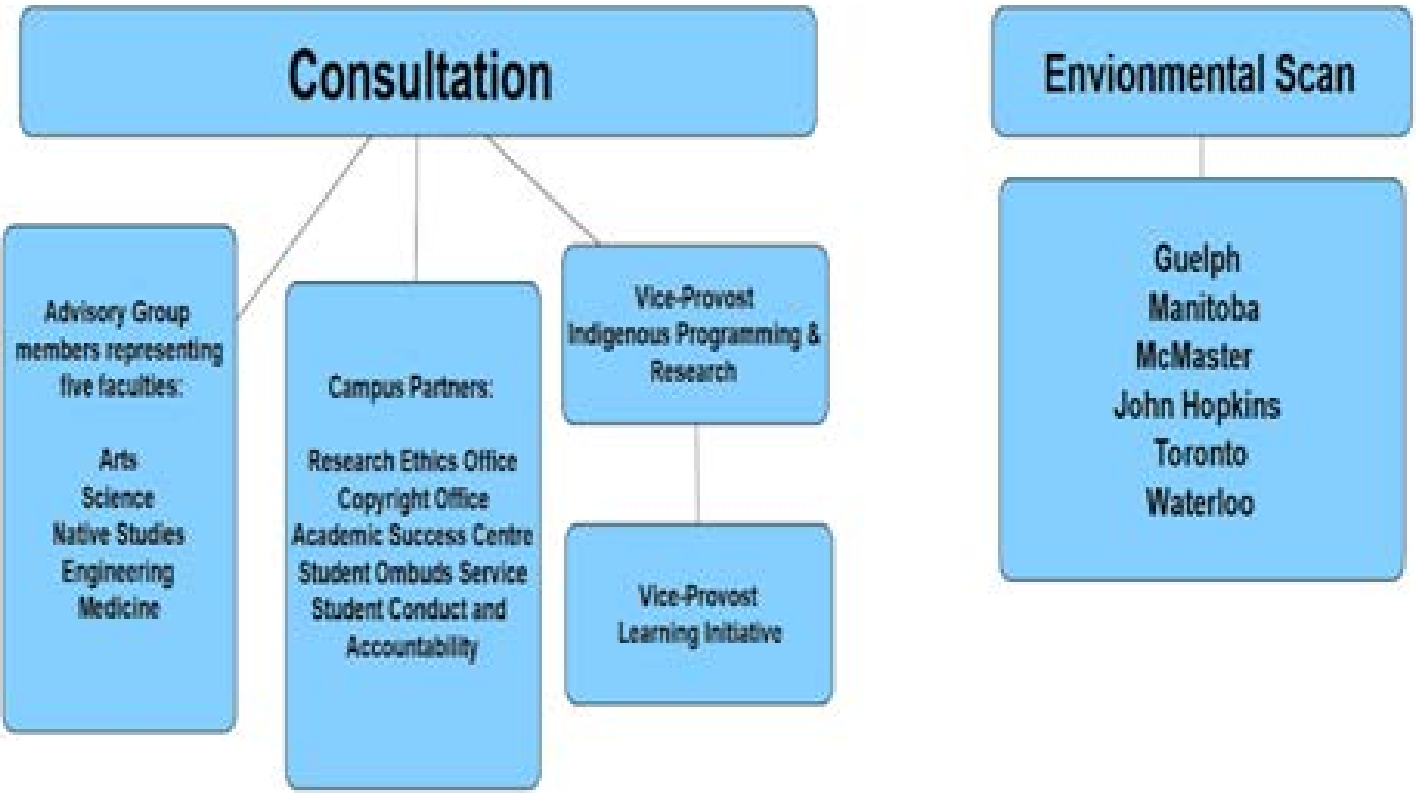 Consultation
Advisory Group
members representing
five faculties:
Arts
Science
Native Studies
Engineering
Medicine
Campus Partners:
Research Ethics Office
Copyright Office
Academic Success Centre
Student Ombuds Service
Student Conduct and
Accountability
Vice-Provost
Indigenous Programming &
Research
Vice-Provost
Learning Initiative
Envionmental Scan
Guelph
Manitoba
McMaster
John Hopkins
Toronto
Waterloo